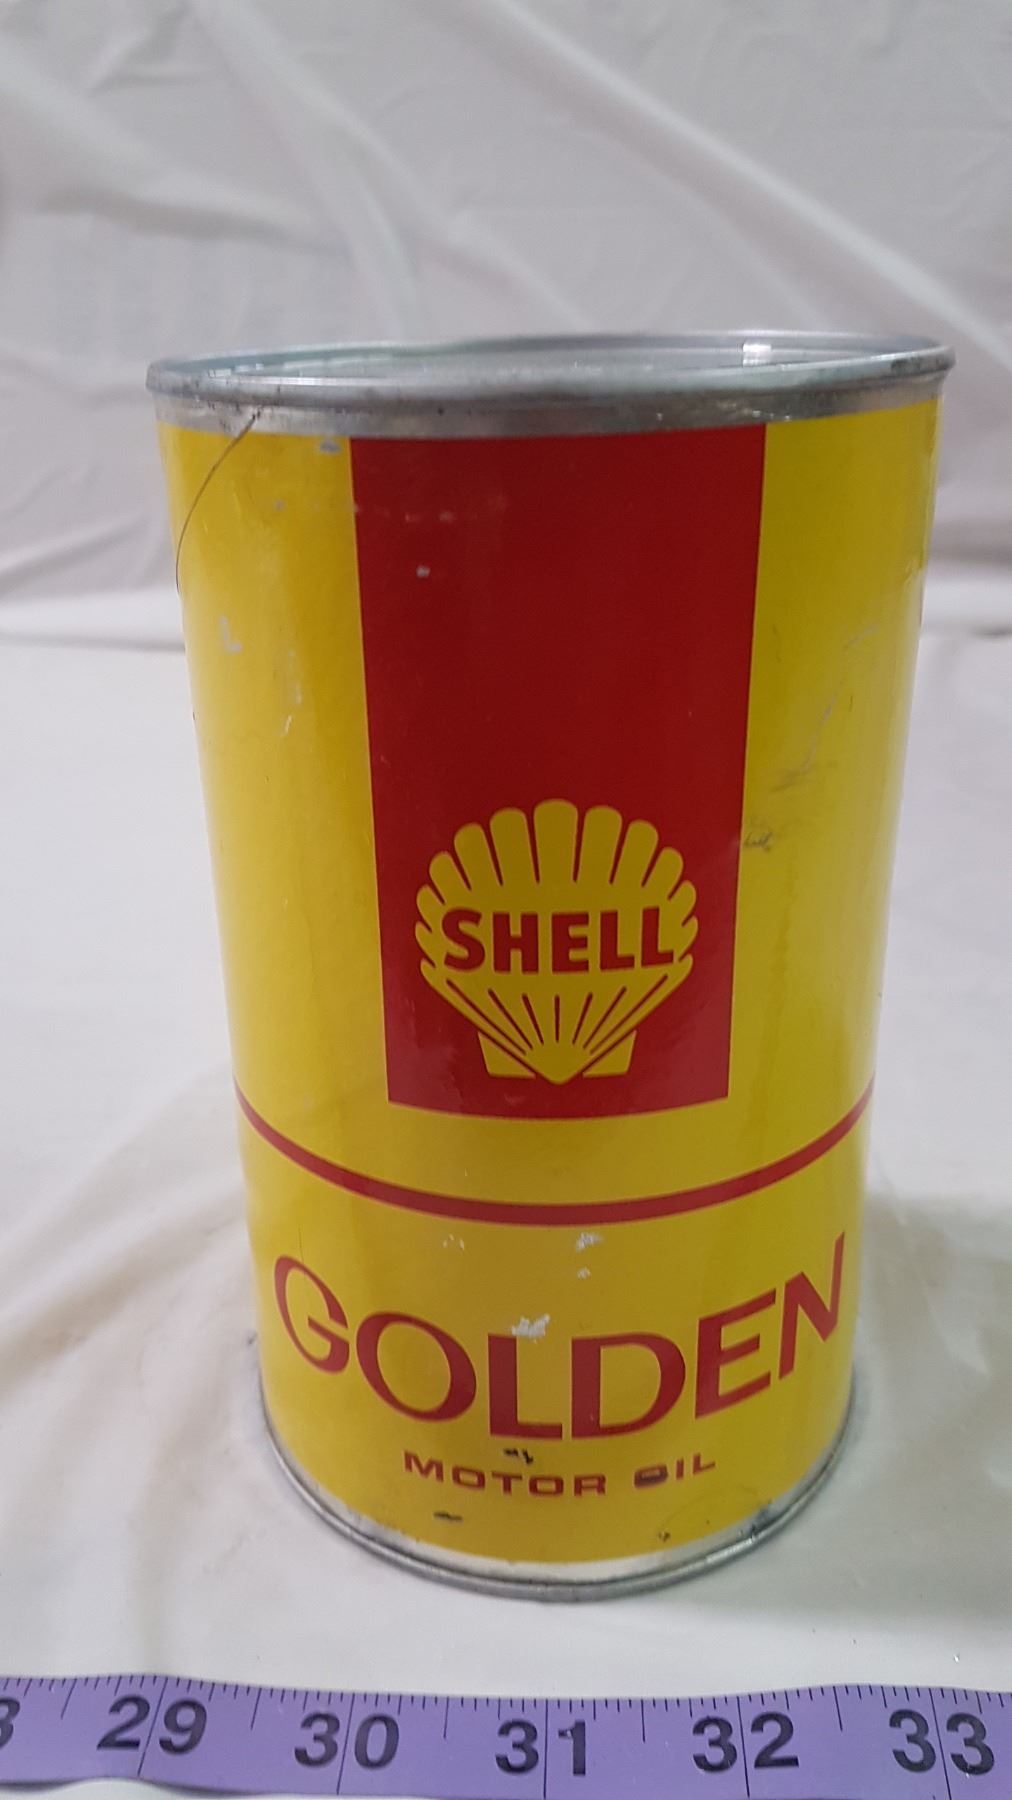 SHELL
GOLDEN
MOTOR OIL
29 30 31 32 33